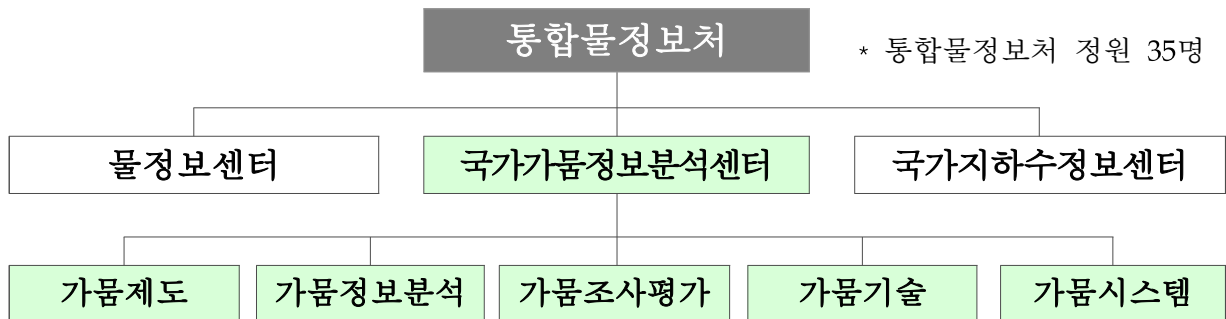 통합물정보처
* 통합물정보처 정원 35명
물정보센터
국가가뭄정보분석센터
국가지하수정보센터
가뭄제도
가뭄정보분석
가뭄조사평가
가뭄기술
가뭄시스템